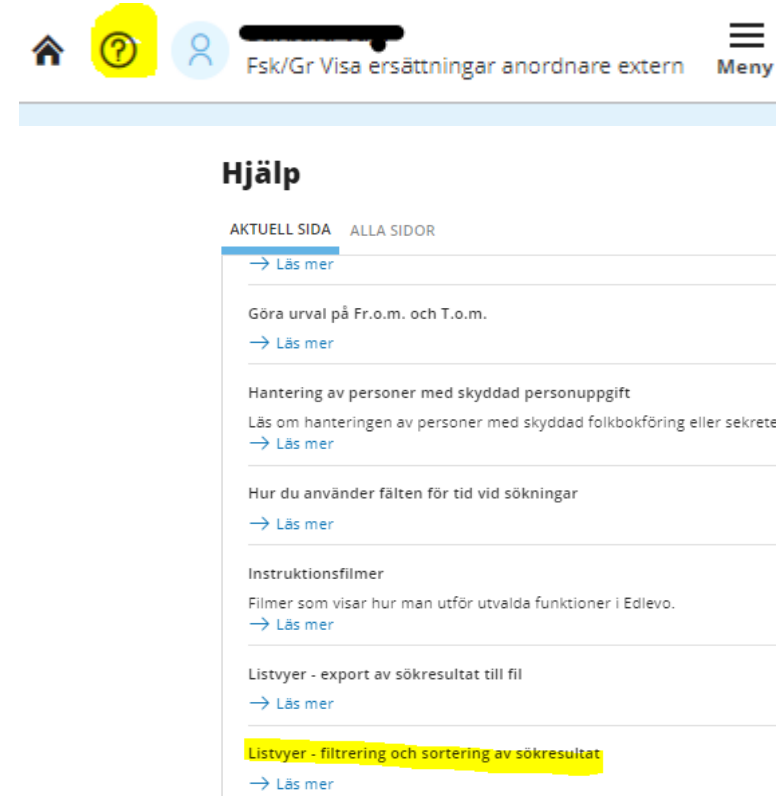 Fsk/Gr Visa ersättningar anordnare extern
Meny
Hjälp
AKTUELL SIDA ALLA SIDOR
→ Läs mer
Göra urval på Fr.o.m. och T.o.m.
→ Läs mer
Hantering av personer med skyddad personuppgift
Läs om hanteringen av personer med skyddad folkbokföring eller sekrete
→ Läs mer
Hur du använder fälten för tid vid sökningar
→ Läs mer
Instruktionsfilmer
Filmer som visar hur man utför utvalda funktioner i Edlevo.
→ Läs mer
Listvyer - export av sökresultat till fil
→ Läs mer
Listvyer - filtrering och sortering av sökresultat
→ Läs mer